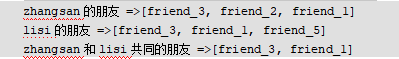 zhangsan的朋友 =>[friend_3, friend_2, friend_1]
lisi的朋友 =>[friend_3, friend_1, friend_5]
zhangsan和lisi共同的朋友 =>[friend_3, friend_1]